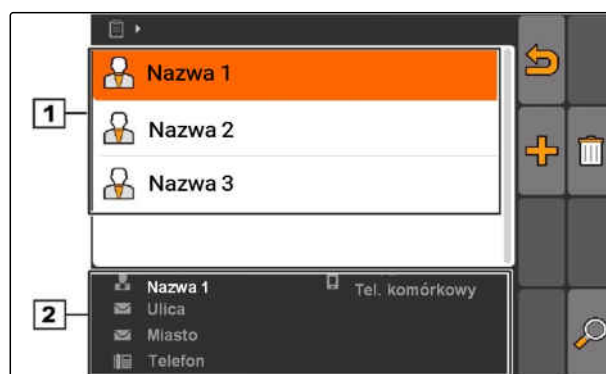 1
Nazwa 1
Nazwa 2
Nazwa 3
2
Nazwa 1
Tel. komórkowy
Ulica
Miasto
Telefon